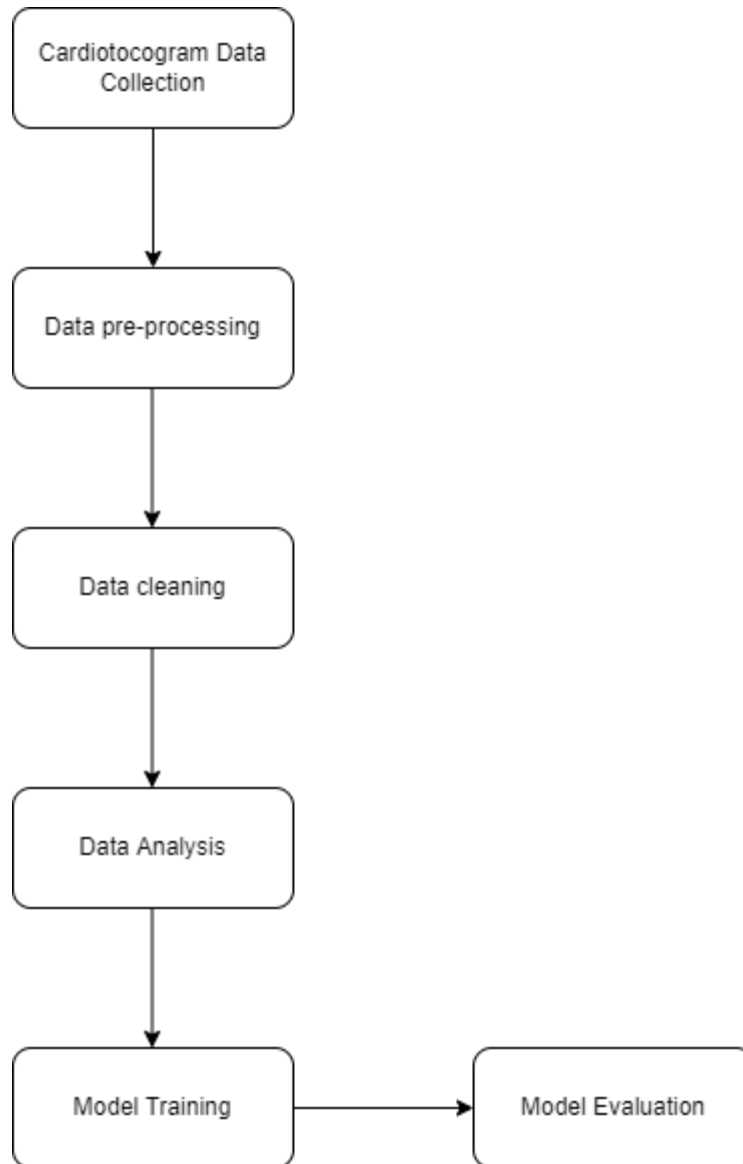 Cardiotocogram Data
Collection
Data pre-processing
Data cleaning
Data Analysis
Model Training
Model Evaluation